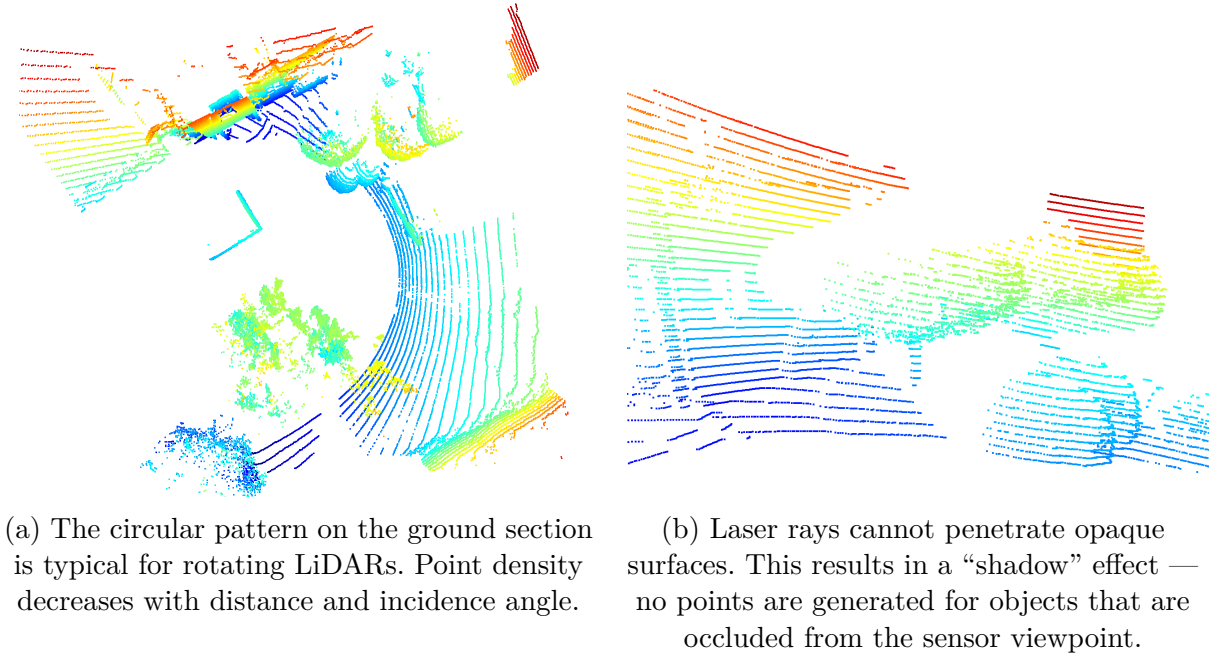 (a) The circular pattern on the ground section
is typical for rotating LiDARs. Point density
decreases with distance and incidence angle.
(b) Laser rays cannot penetrate opaque
surfaces. This results in a “shadow” effect —
no points are generated for objects that are
occluded from the sensor viewpoint.